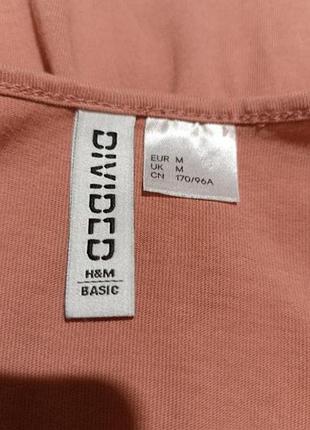 DIVIDED
H&M
BASIC
EUR M
UK M
CN 170/96A